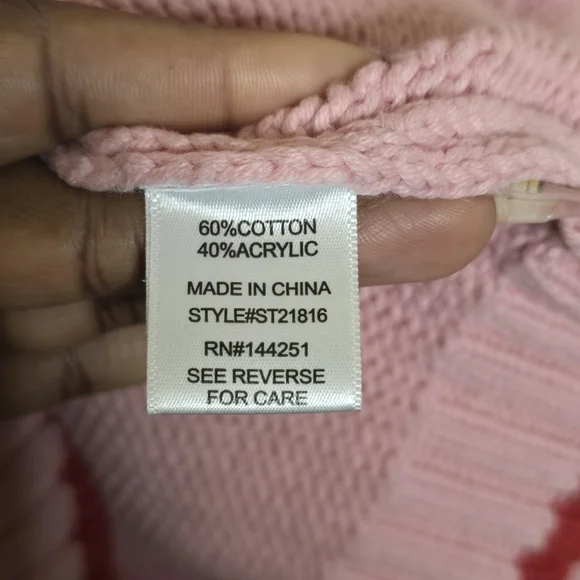 60%COTTON
40%ACRYLIC
MADE IN CHINA
STYLE#ST21816
RN#144251
SEE REVERSE
FOR CARE